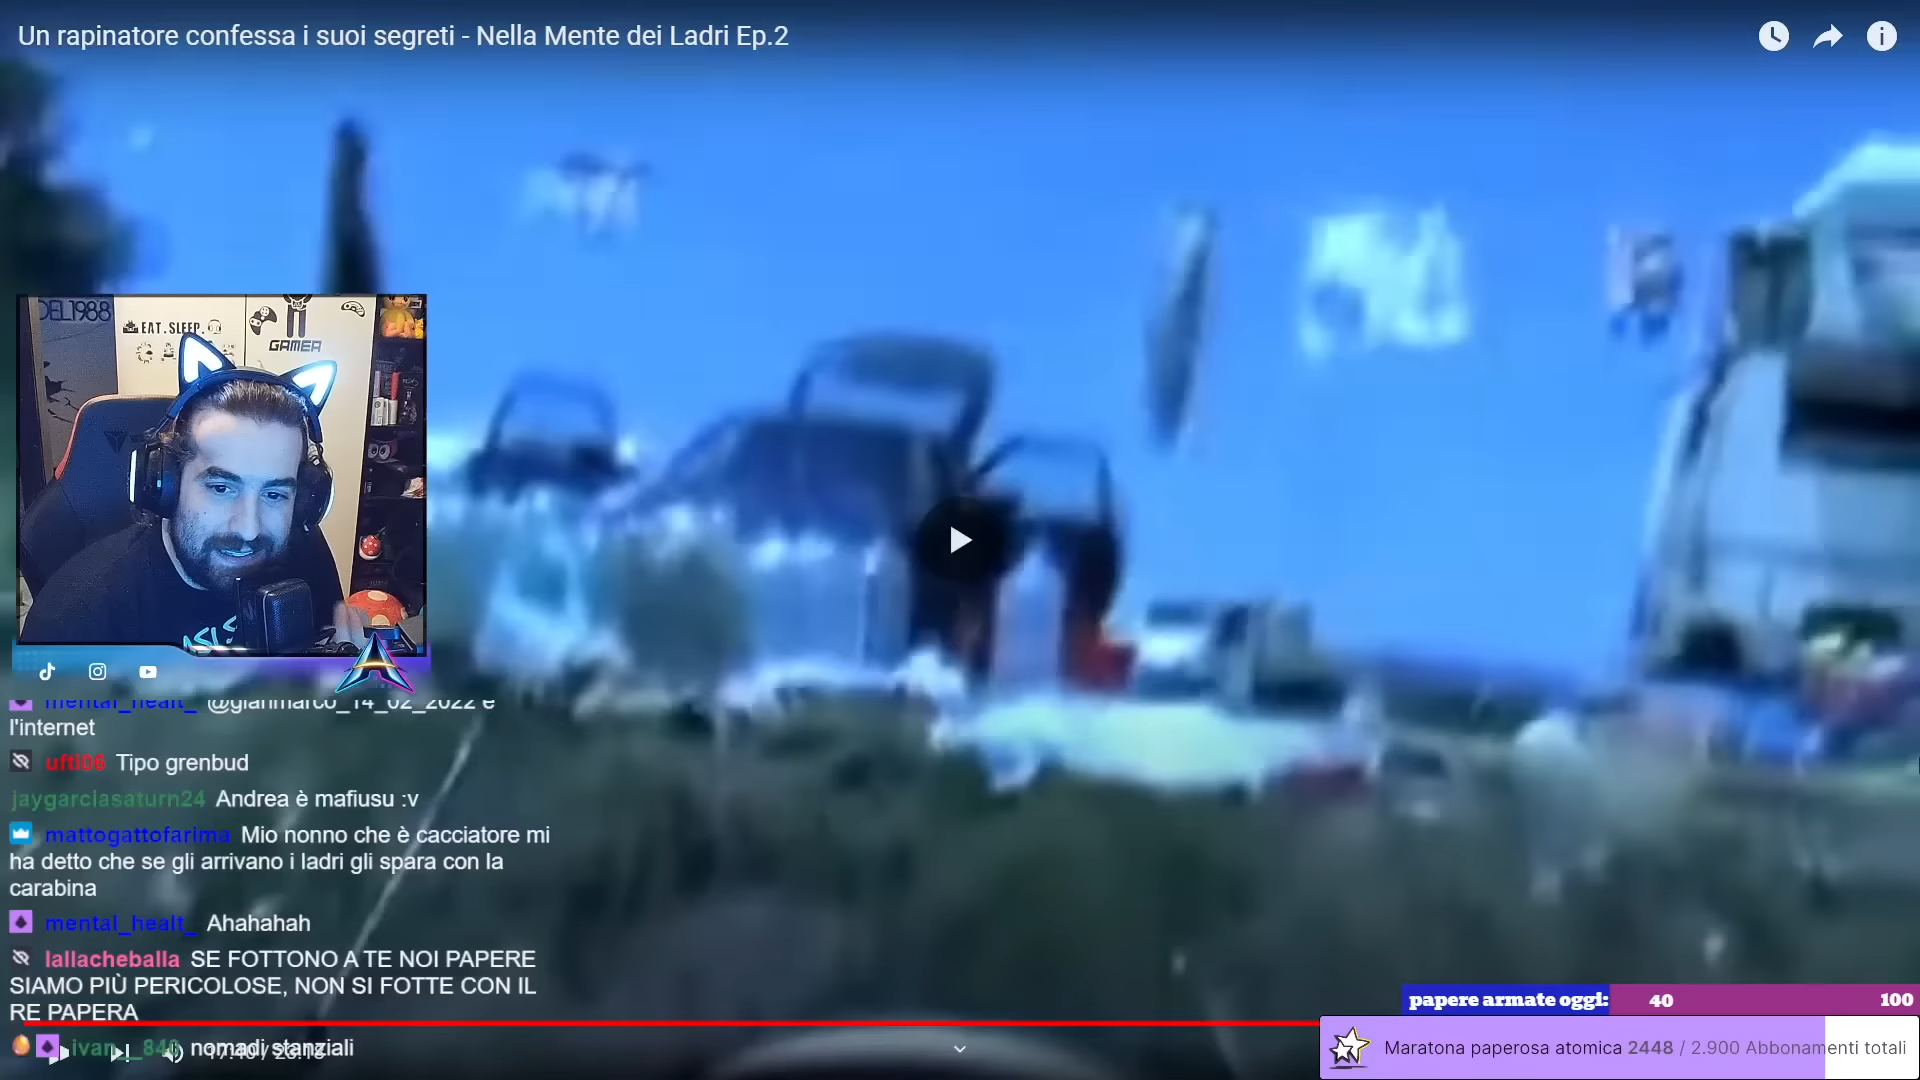 Un rapinatore confessa i suoi segreti - Nella Mente dei Ladri Ep.2
DEL1988
EAT.SLEEP.
GAMER
mental_healt_ @gianmarco_14_02_2022 è
l'internet
ufti06 Tipo grenbud
jaygarciasaturn24 Andrea è mafiusu :v
mattogattofarima Mio nonno che è cacciatore mi
ha detto che se gli arrivano i ladri gli spara con la
carabina
mental_healt_ Ahahahah
lallacheballa SE FOTTONO A TE NOI PAPERE
SIAMO PIÙ PERICOLOSE, NON SI FOTTE CON IL
RE PAPERA
nomadi stanziali
papere armate oggi: 40 100
Maratona paperosa atomica 2448 / 2.900 Abbonamenti totali